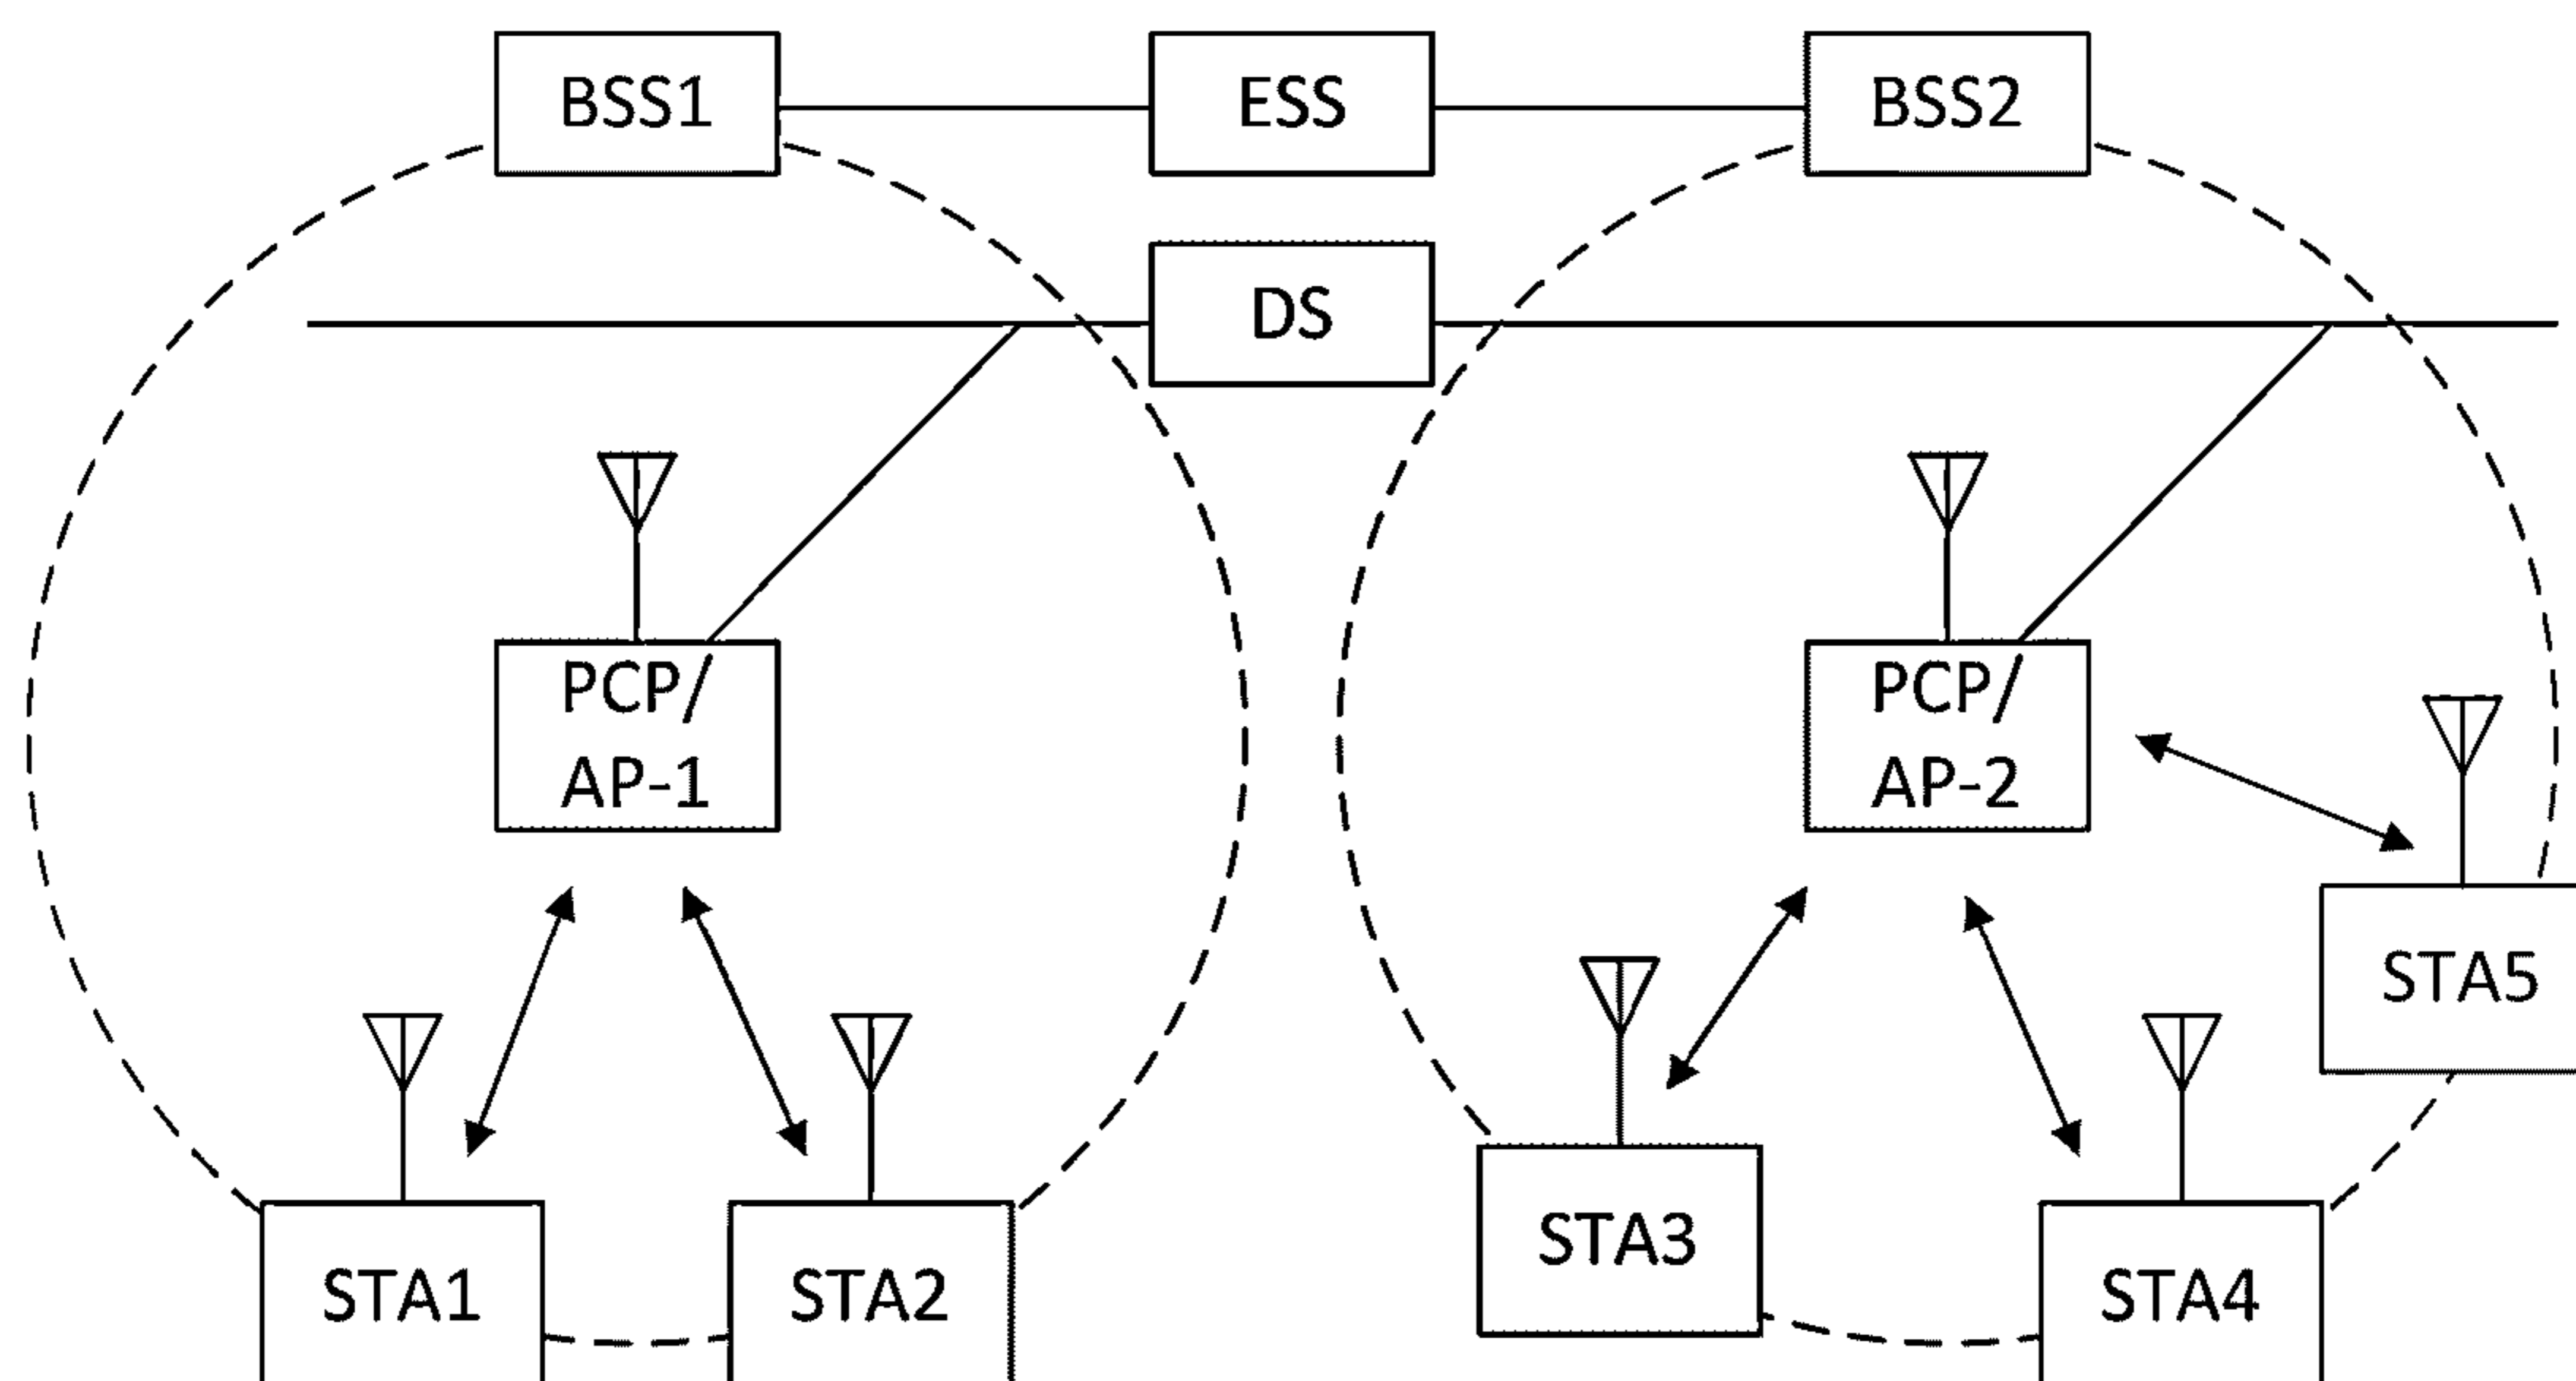 BSS1
ESS
BSS2
DS
PCP/
AP-1
PCP/
AP-2
STA5
STA3
STA1
STA2
STA4